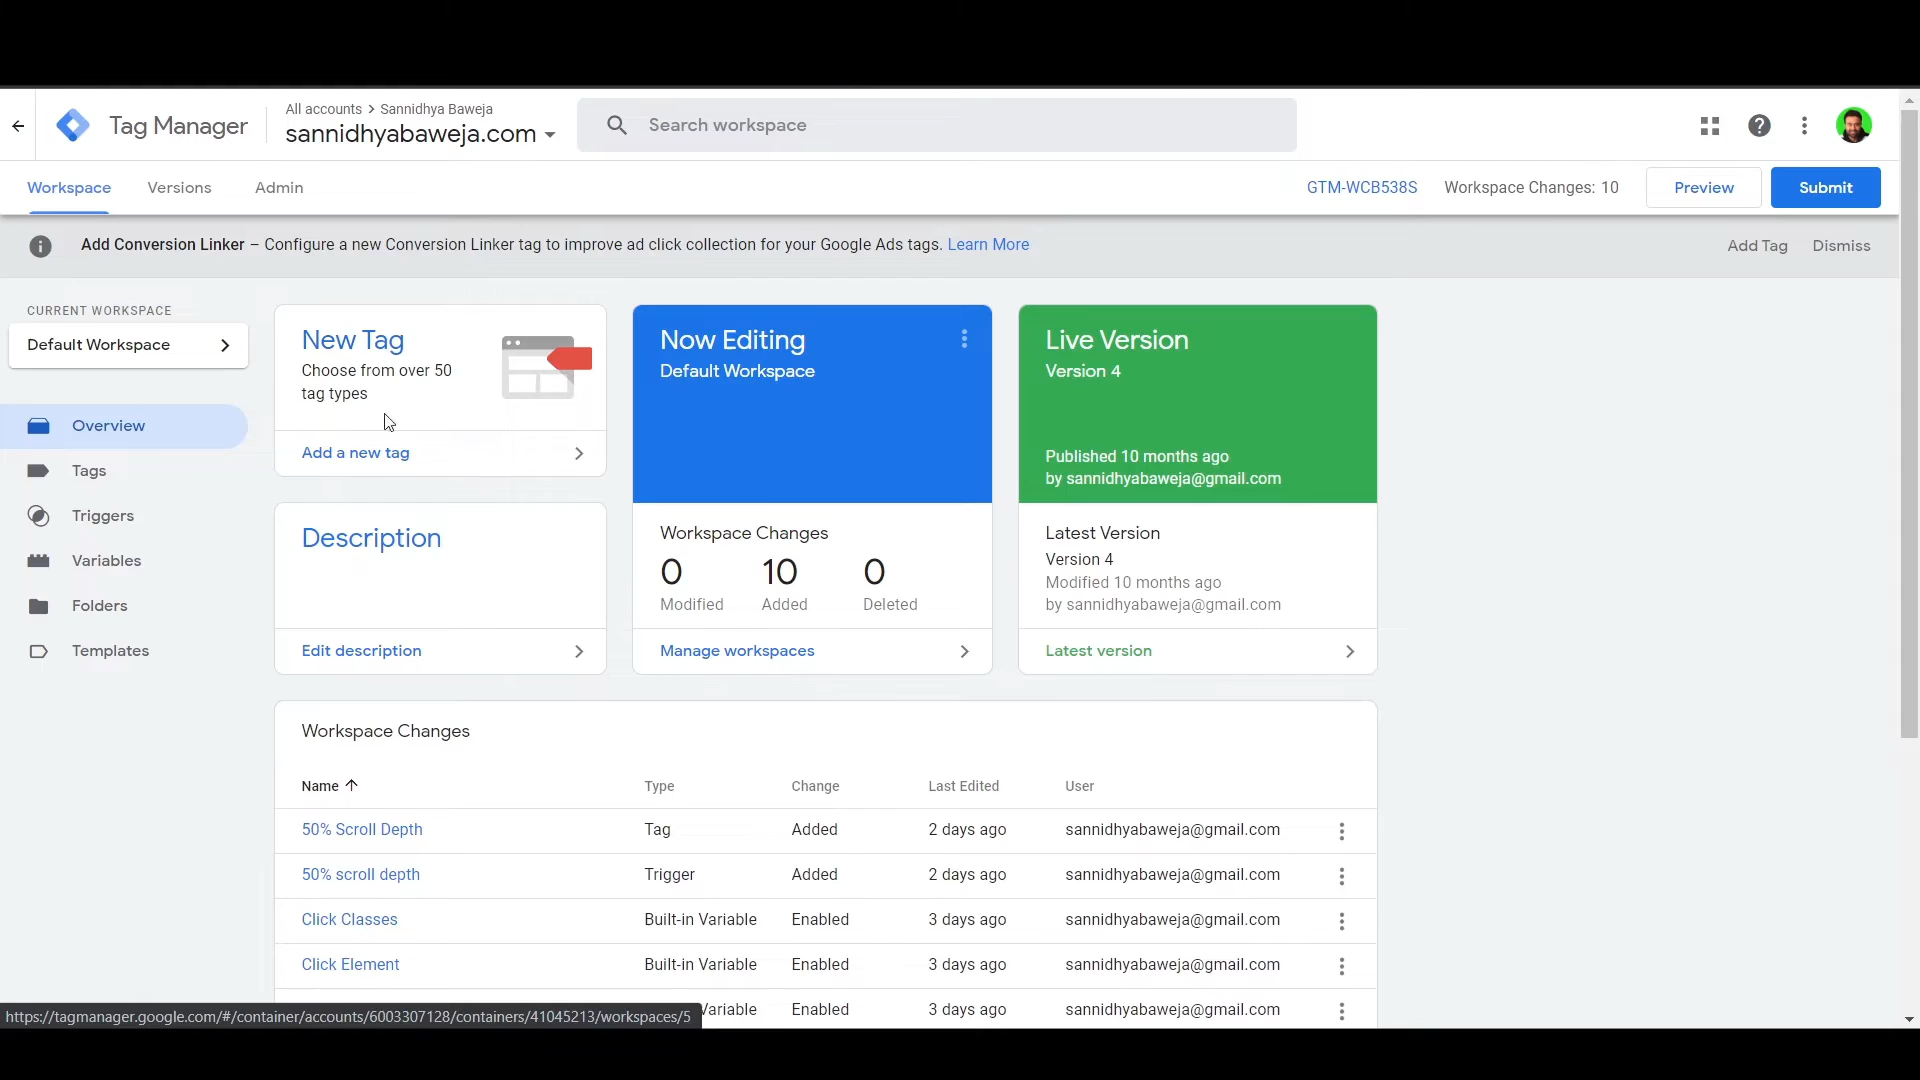 Tag Manager
All accounts > Sannidhya Baweja
sannidhyabaweja.com
Search workspace
Workspace
Versions
Admin
GTM-WCB538S
Workspace Changes: 10
Preview
Submit
Add Conversion Linker – Configure a new Conversion Linker tag to improve ad click collection for your Google Ads tags. Learn More
Add Tag
Dismiss
CURRENT WORKSPACE
Default Workspace
Overview
Tags
Triggers
Variables
Folders
Templates
New Tag
Choose from over 50
tag types
Add a new tag
Description
Edit description
Now Editing
Default Workspace
Workspace Changes
0 10 0
Modified Added Deleted
Manage workspaces
Live Version
Version 4
Published 10 months ago
by sannidhyabaweja@gmail.com
Latest Version
Version 4
Modified 10 months ago
by sannidhyabaweja@gmail.com
Latest version
Workspace Changes
Name Type Change Last Edited User
50% Scroll Depth Tag Added 2 days ago sannidhyabaweja@gmail.com
50% scroll depth Trigger Added 2 days ago sannidhyabaweja@gmail.com
Click Classes Built-in Variable Enabled 3 days ago sannidhyabaweja@gmail.com
Click Element Built-in Variable Enabled 3 days ago sannidhyabaweja@gmail.com
Variable Enabled 3 days ago sannidhyabaweja@gmail.com
https://tagmanager.google.com/#/container/accounts/6003307128/containers/41045213/workspaces/5